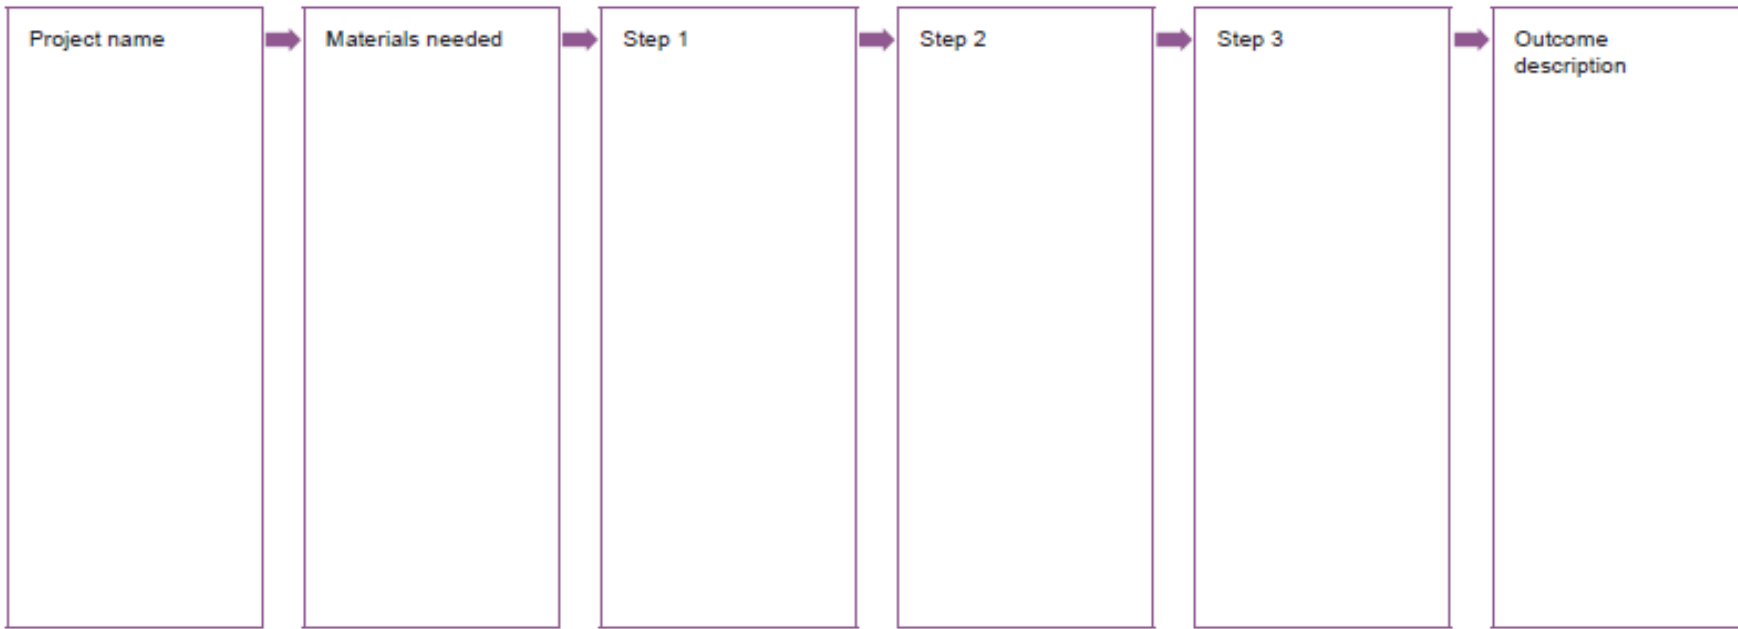 Project name
Materials needed
Step 1
Step 2
Step 3
Outcome
description